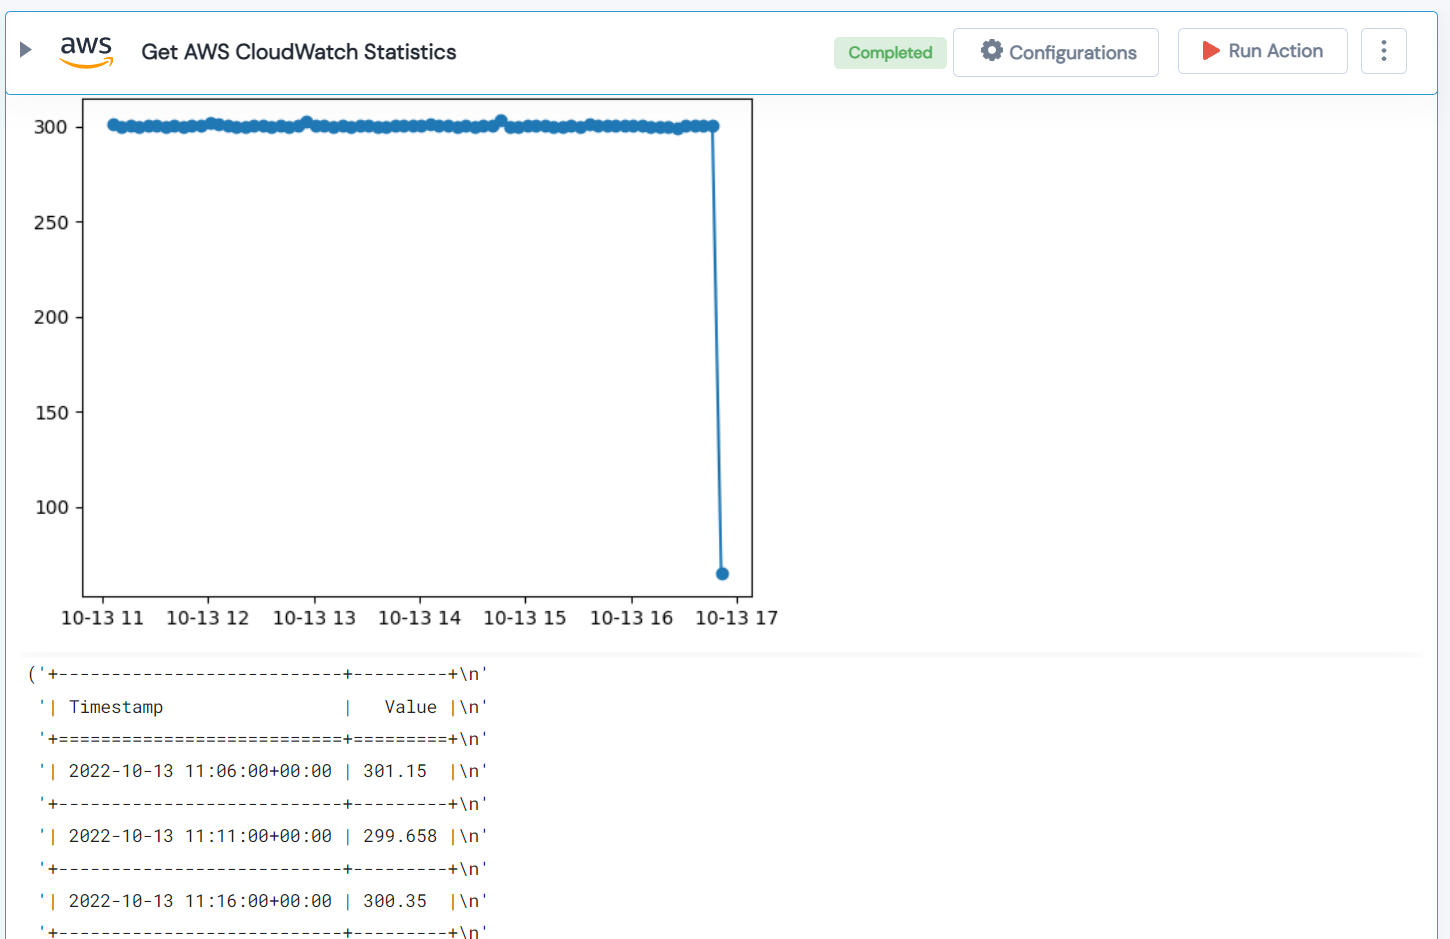 aws Get AWS CloudWatch Statistics Completed Configurations Run Action
300
250
200
150
100
10-13 11 10-13 12 10-13 13 10-13 14 10-13 15 10-13 16 10-13 17
('+---------------------------+---------+\n'
'| Timestamp                 |   Value |\n'
'+===========================+=========+\n'
'| 2022-10-13 11:06:00+00:00 | 301.15  |\n'
'+---------------------------+---------+\n'
'| 2022-10-13 11:11:00+00:00 | 299.658 |\n'
'+---------------------------+---------+\n'
'| 2022-10-13 11:16:00+00:00 | 300.35  |\n'
'+---------------------------+---------+\n'